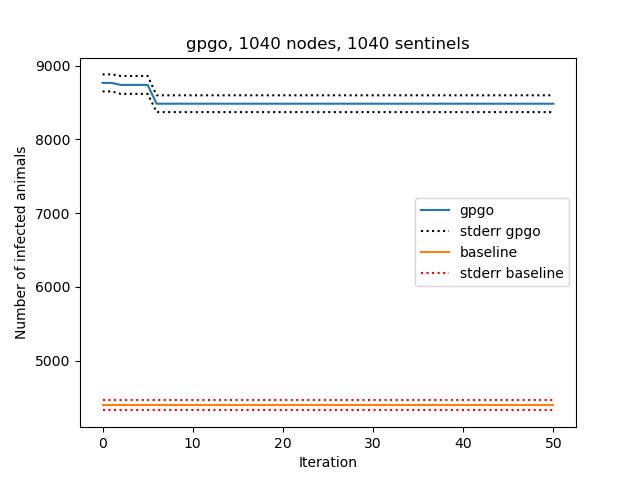 gpgo, 1040 nodes, 1040 sentinels
9000
8000
7000
6000
5000
Number of infected animals
gpgo
stderr gpgo
baseline
stderr baseline
0 10 20 30 40 50
Iteration